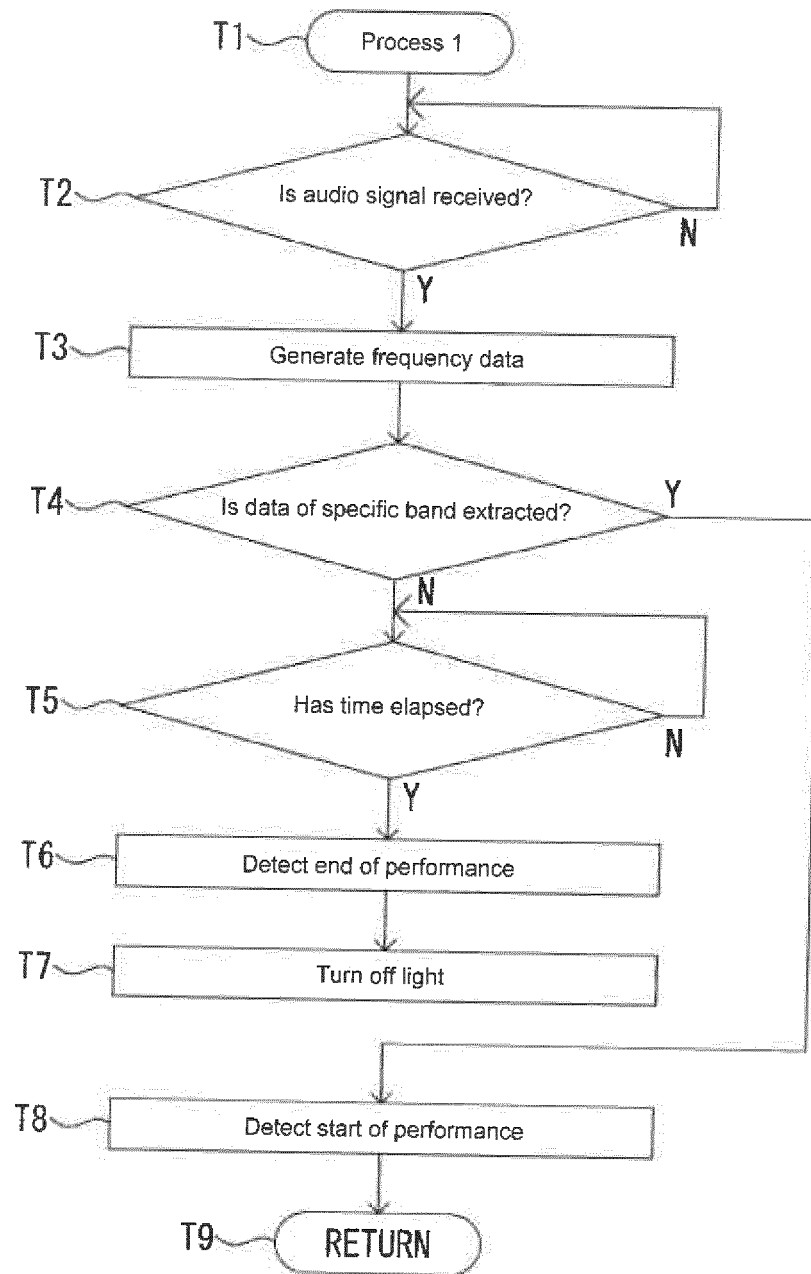 T1
Process 1
T2
Is audio signal received?
N
Y
T3
Generate frequency data
T4
Is data of specific band extracted?
Y
N
T5
Has time elapsed?
N
Y
T6
Detect end of performance
T7
Turn off light
T8
Detect start of performance
T9
RETURN